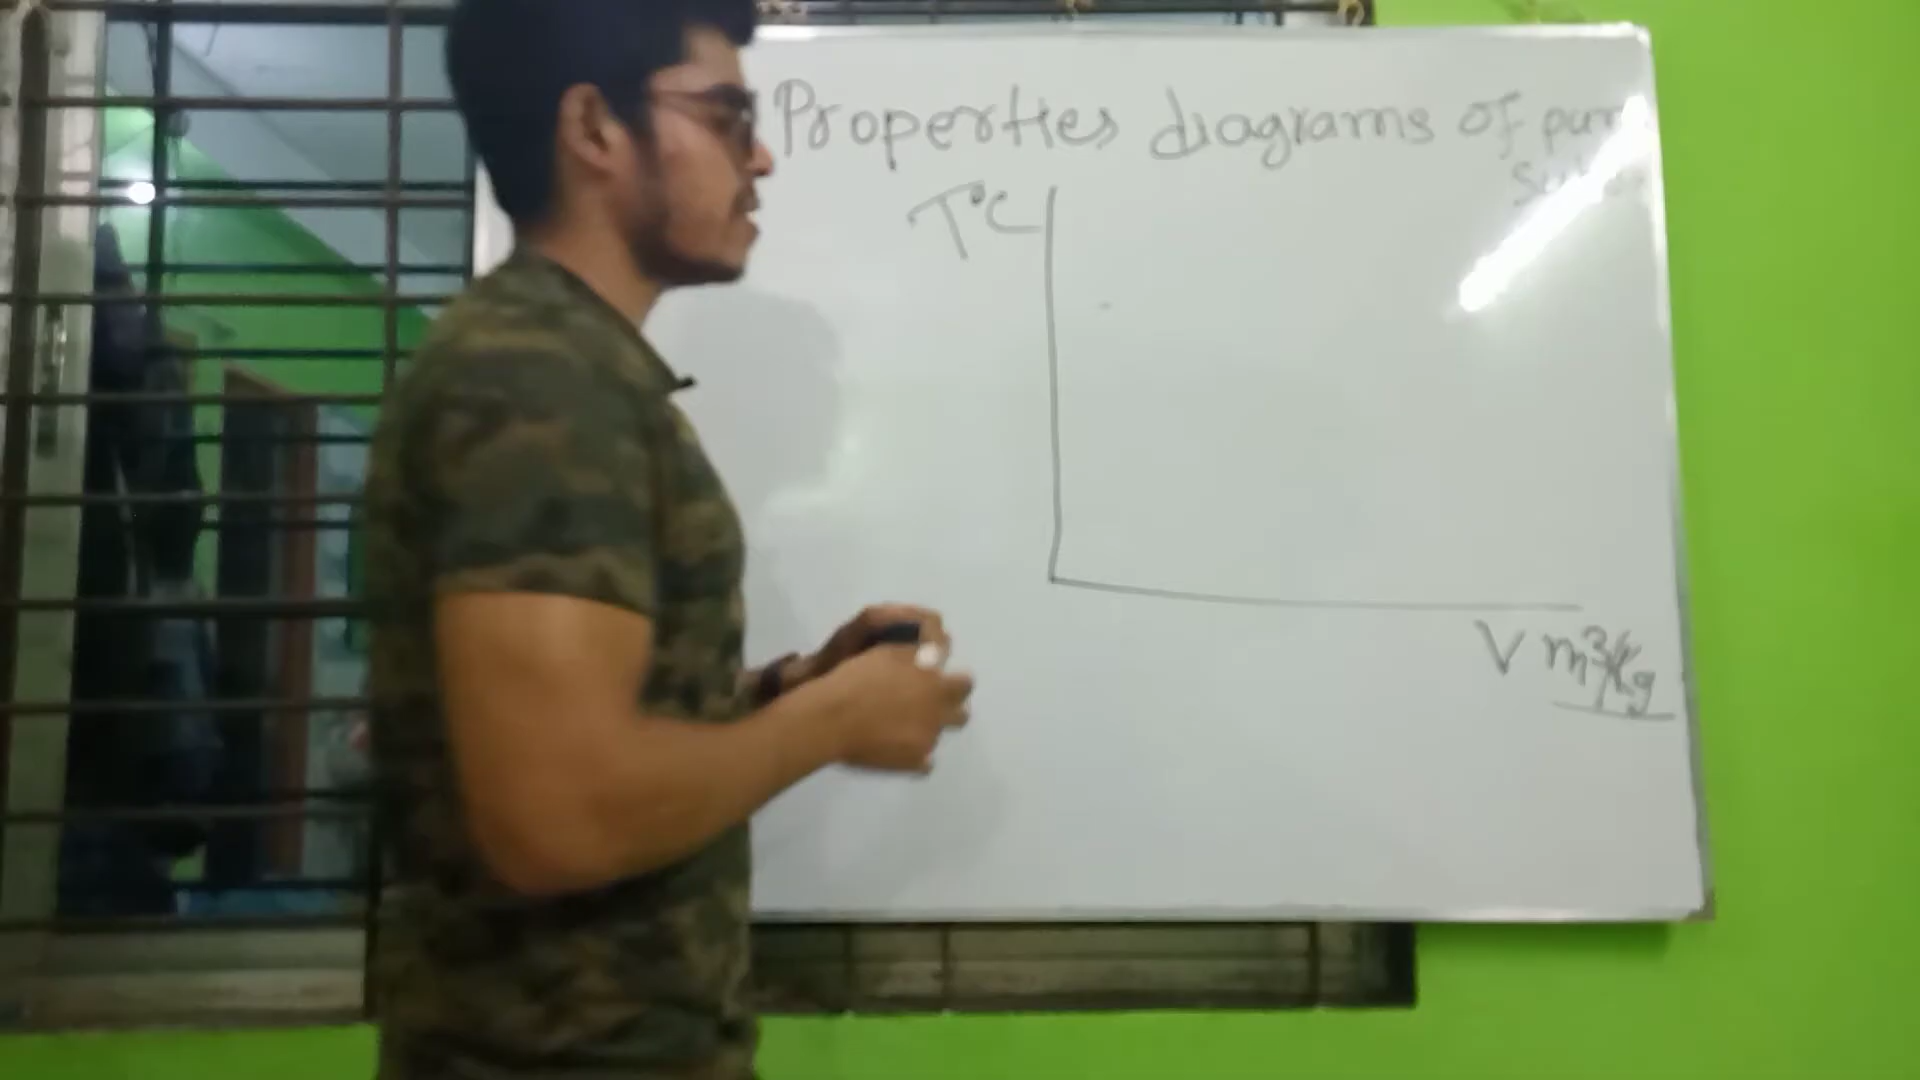 Properties diagrams of pure
T°C
V m³/kg